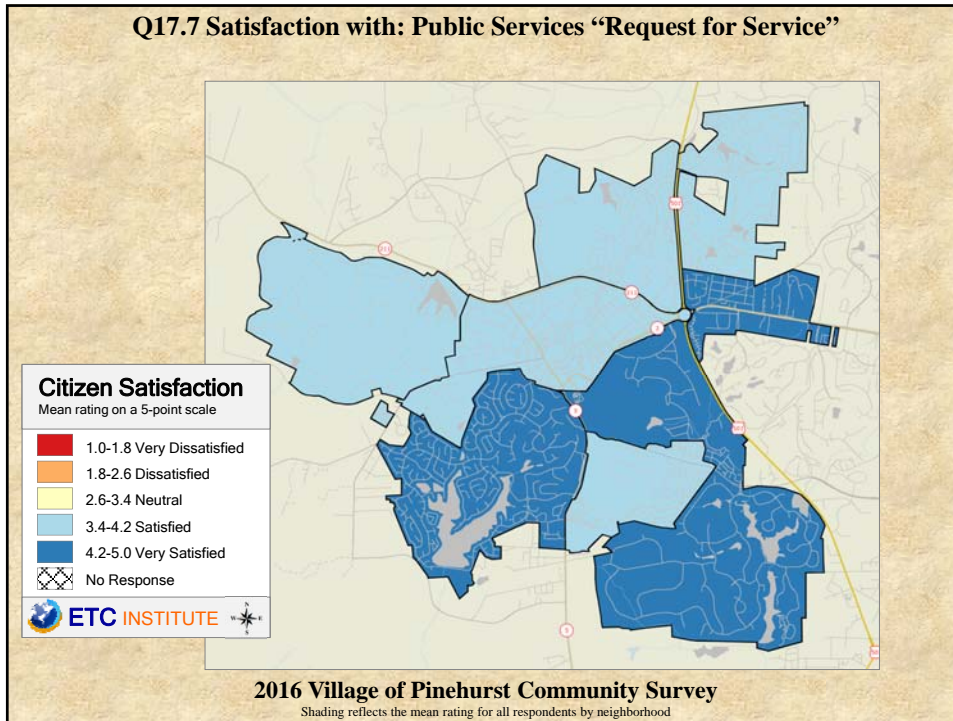 Q17.7 Satisfaction with: Public Services “Request for Service”
211
5
Citizen Satisfaction
Mean rating on a 5-point scale
1.0-1.8 Very Dissatisfied
1.8-2.6 Dissatisfied
2.6-3.4 Neutral
3.4-4.2 Satisfied
4.2-5.0 Very Satisfied
No Response
ETC INSTITUTE
N
W E
S
5
2016 Village of Pinehurst Community Survey
Shading reflects the mean rating for all respondents by neighborhood